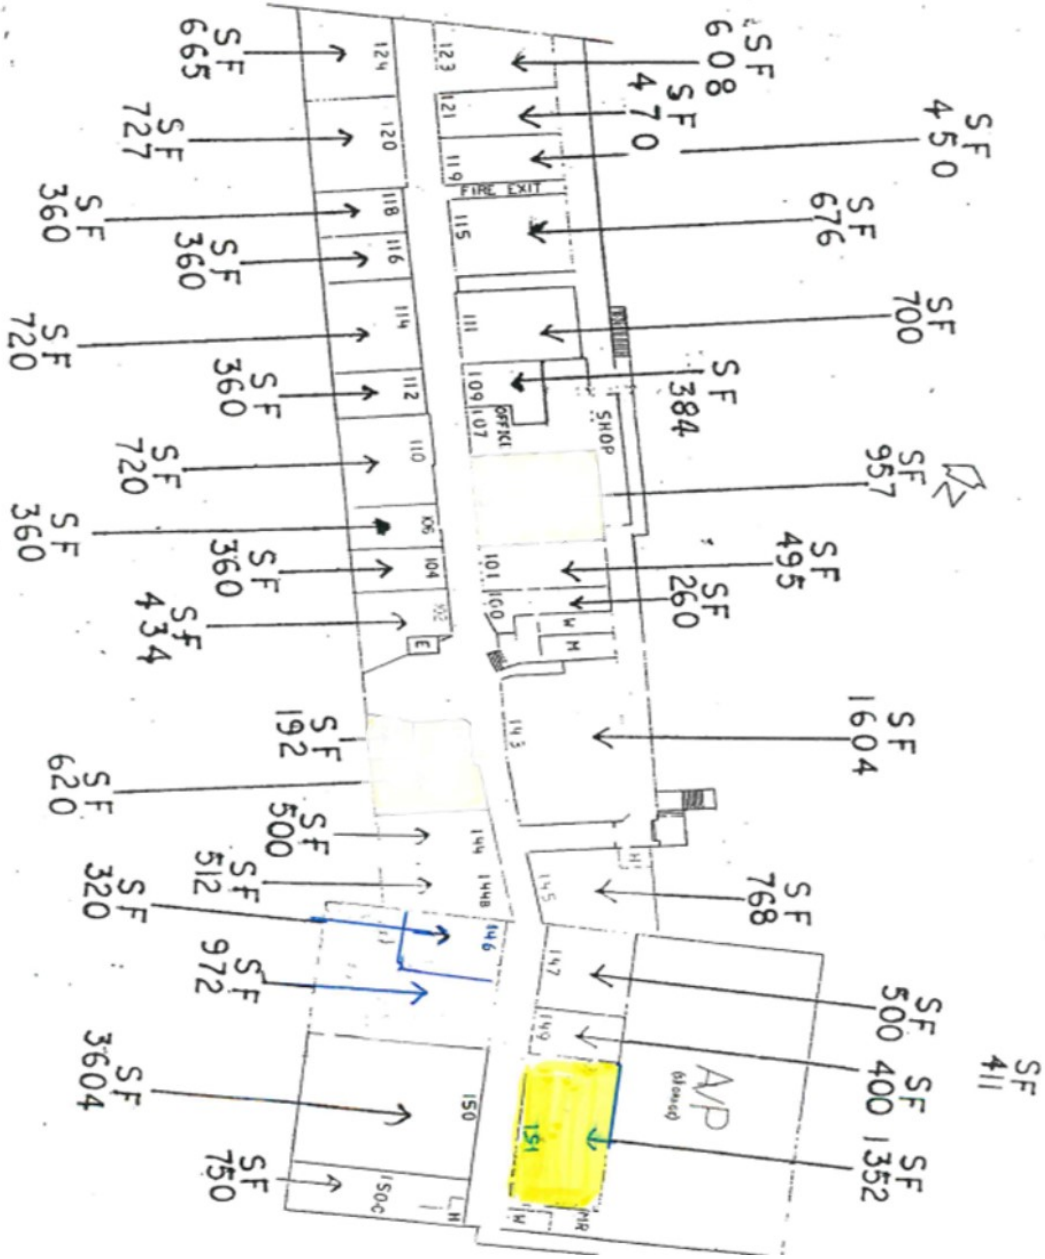 SF
608
SF
470
SF
450
SF
676
SF
700
SF
384
SF
957
N
SF
495
SF
260
SF
1604
SF
768
SF
500
SF
400
SF
411
SF
1352
SF
665
SF
727
SF
360
SF
360
SF
720
SF
360
SF
720
SF
360
SF
360
SF
434
SF
192
SF
620
SF
500
SF
512
SF
320
SF
972
SF
3604
SF
750
123
121
119
FIRE EXIT
115
111
109
OFFICE
107
SHOP
101
100
W
M
143
H
145
147
149
A/P
151
MR
W
124
120
118
116
114
112
110
106
104
102
E
144
144B
146
150
150C
H